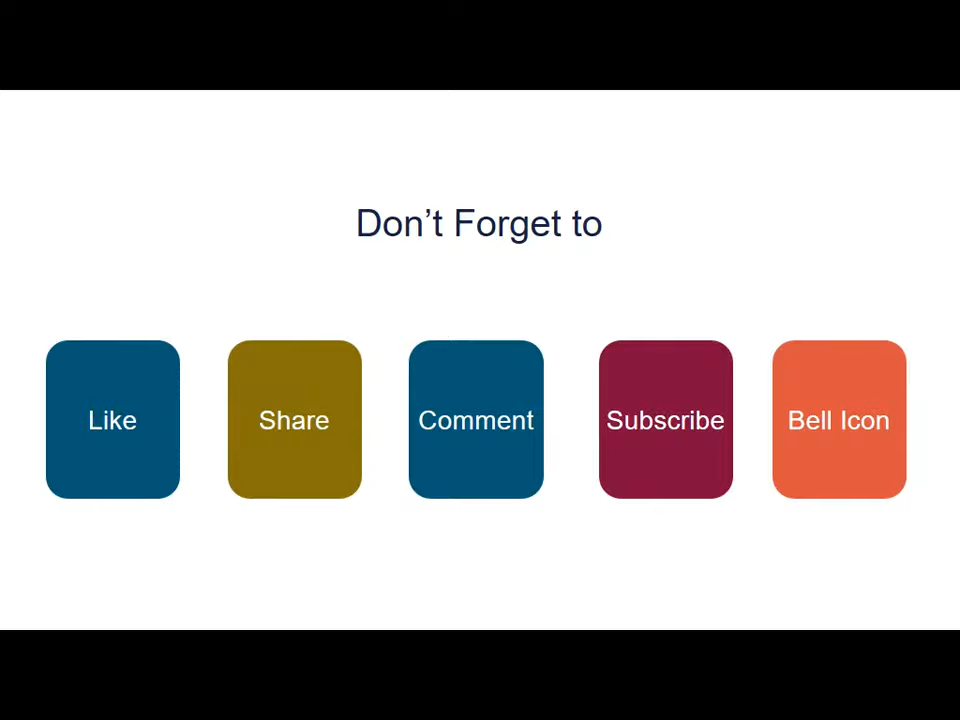 Don’t Forget to
Like
Share
Comment
Subscribe
Bell Icon